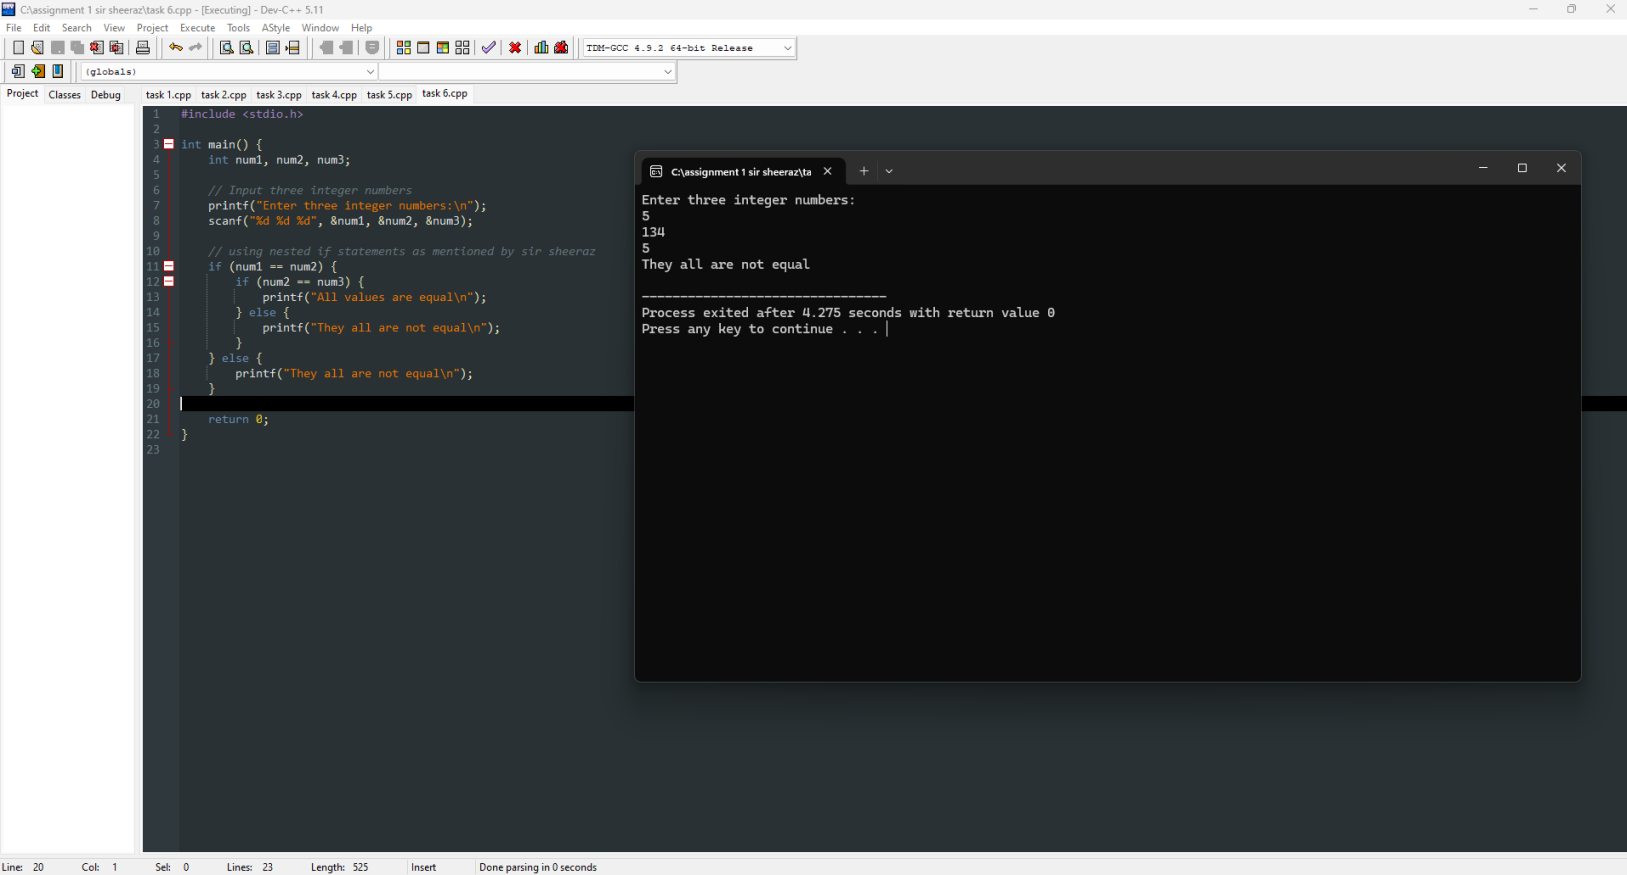 C:\assignment 1 sir sheeraz\task 6.cpp - [Executing] - Dev-C++ 5.11
File Edit Search View Project Execute Tools AStyle Window Help
TDM-GCC 4.9.2 64-bit Release
(globals)
Project Classes Debug task 1.cpp task 2.cpp task 3.cpp task 4.cpp task 5.cpp task 6.cpp
1 #include <stdio.h>
2
3 int main() {
4 int num1, num2, num3;
5
6 // Input three integer numbers
7 printf("Enter three integer numbers:\n");
8 scanf("%d %d %d", &num1, &num2, &num3);
9
10 // using nested if statements as mentioned by sir sheeraz
11 if (num1 == num2) {
12 if (num2 == num3) {
13 printf("All values are equal\n");
14 } else {
15 printf("They all are not equal\n");
16 }
17 } else {
18 printf("They all are not equal\n");
19 }
20
21 return 0;
22 }
23
C:\assignment 1 sir sheeraz\ta
Enter three integer numbers:
5
134
5
They all are not equal
--------------------------------
Process exited after 4.275 seconds with return value 0
Press any key to continue . . .
Line: 20 Col: 1 Sel: 0 Lines: 23 Length: 525 Insert Done parsing in 0 seconds